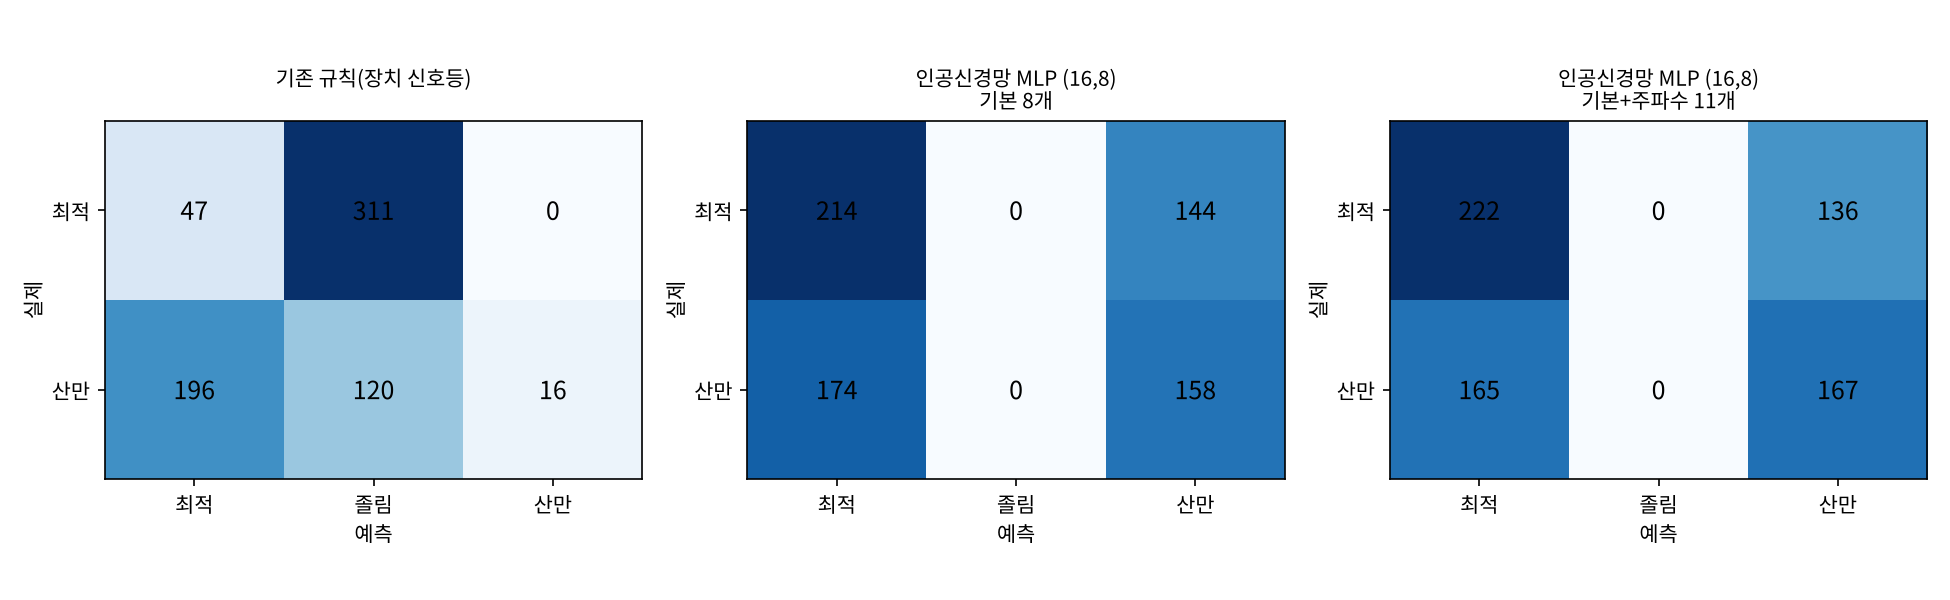 기존 규칙(장치 신호등)
실제
최적
47
311
0
산만
196
120
16
최적
졸림
산만
예측
인공신경망 MLP (16,8)
기본 8개
실제
최적
214
0
144
산만
174
0
158
최적
졸림
산만
예측
인공신경망 MLP (16,8)
기본+주파수 11개
실제
최적
222
0
136
산만
165
0
167
최적
졸림
산만
예측